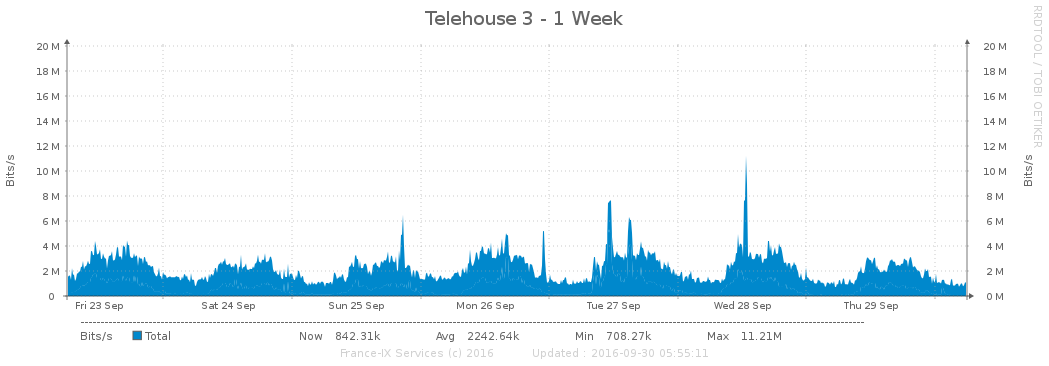 Telehouse 3 - 1 Week
RRDTOOL / TOBI OETIKER
Bits/s
Bits/s
20 M 20 M
18 M 18 M
16 M 16 M
14 M 14 M
12 M 12 M
10 M 10 M
8 M 8 M
6 M 6 M
4 M 4 M
2 M 2 M
0 0 M
Fri 23 Sep Sat 24 Sep Sun 25 Sep Mon 26 Sep Tue 27 Sep Wed 28 Sep Thu 29 Sep
Bits/s Total Now 842.31k Avg 2242.64k Min 708.27k Max 11.21M
France-IX Services (c) 2016 Updated : 2016-09-30 05:55:11